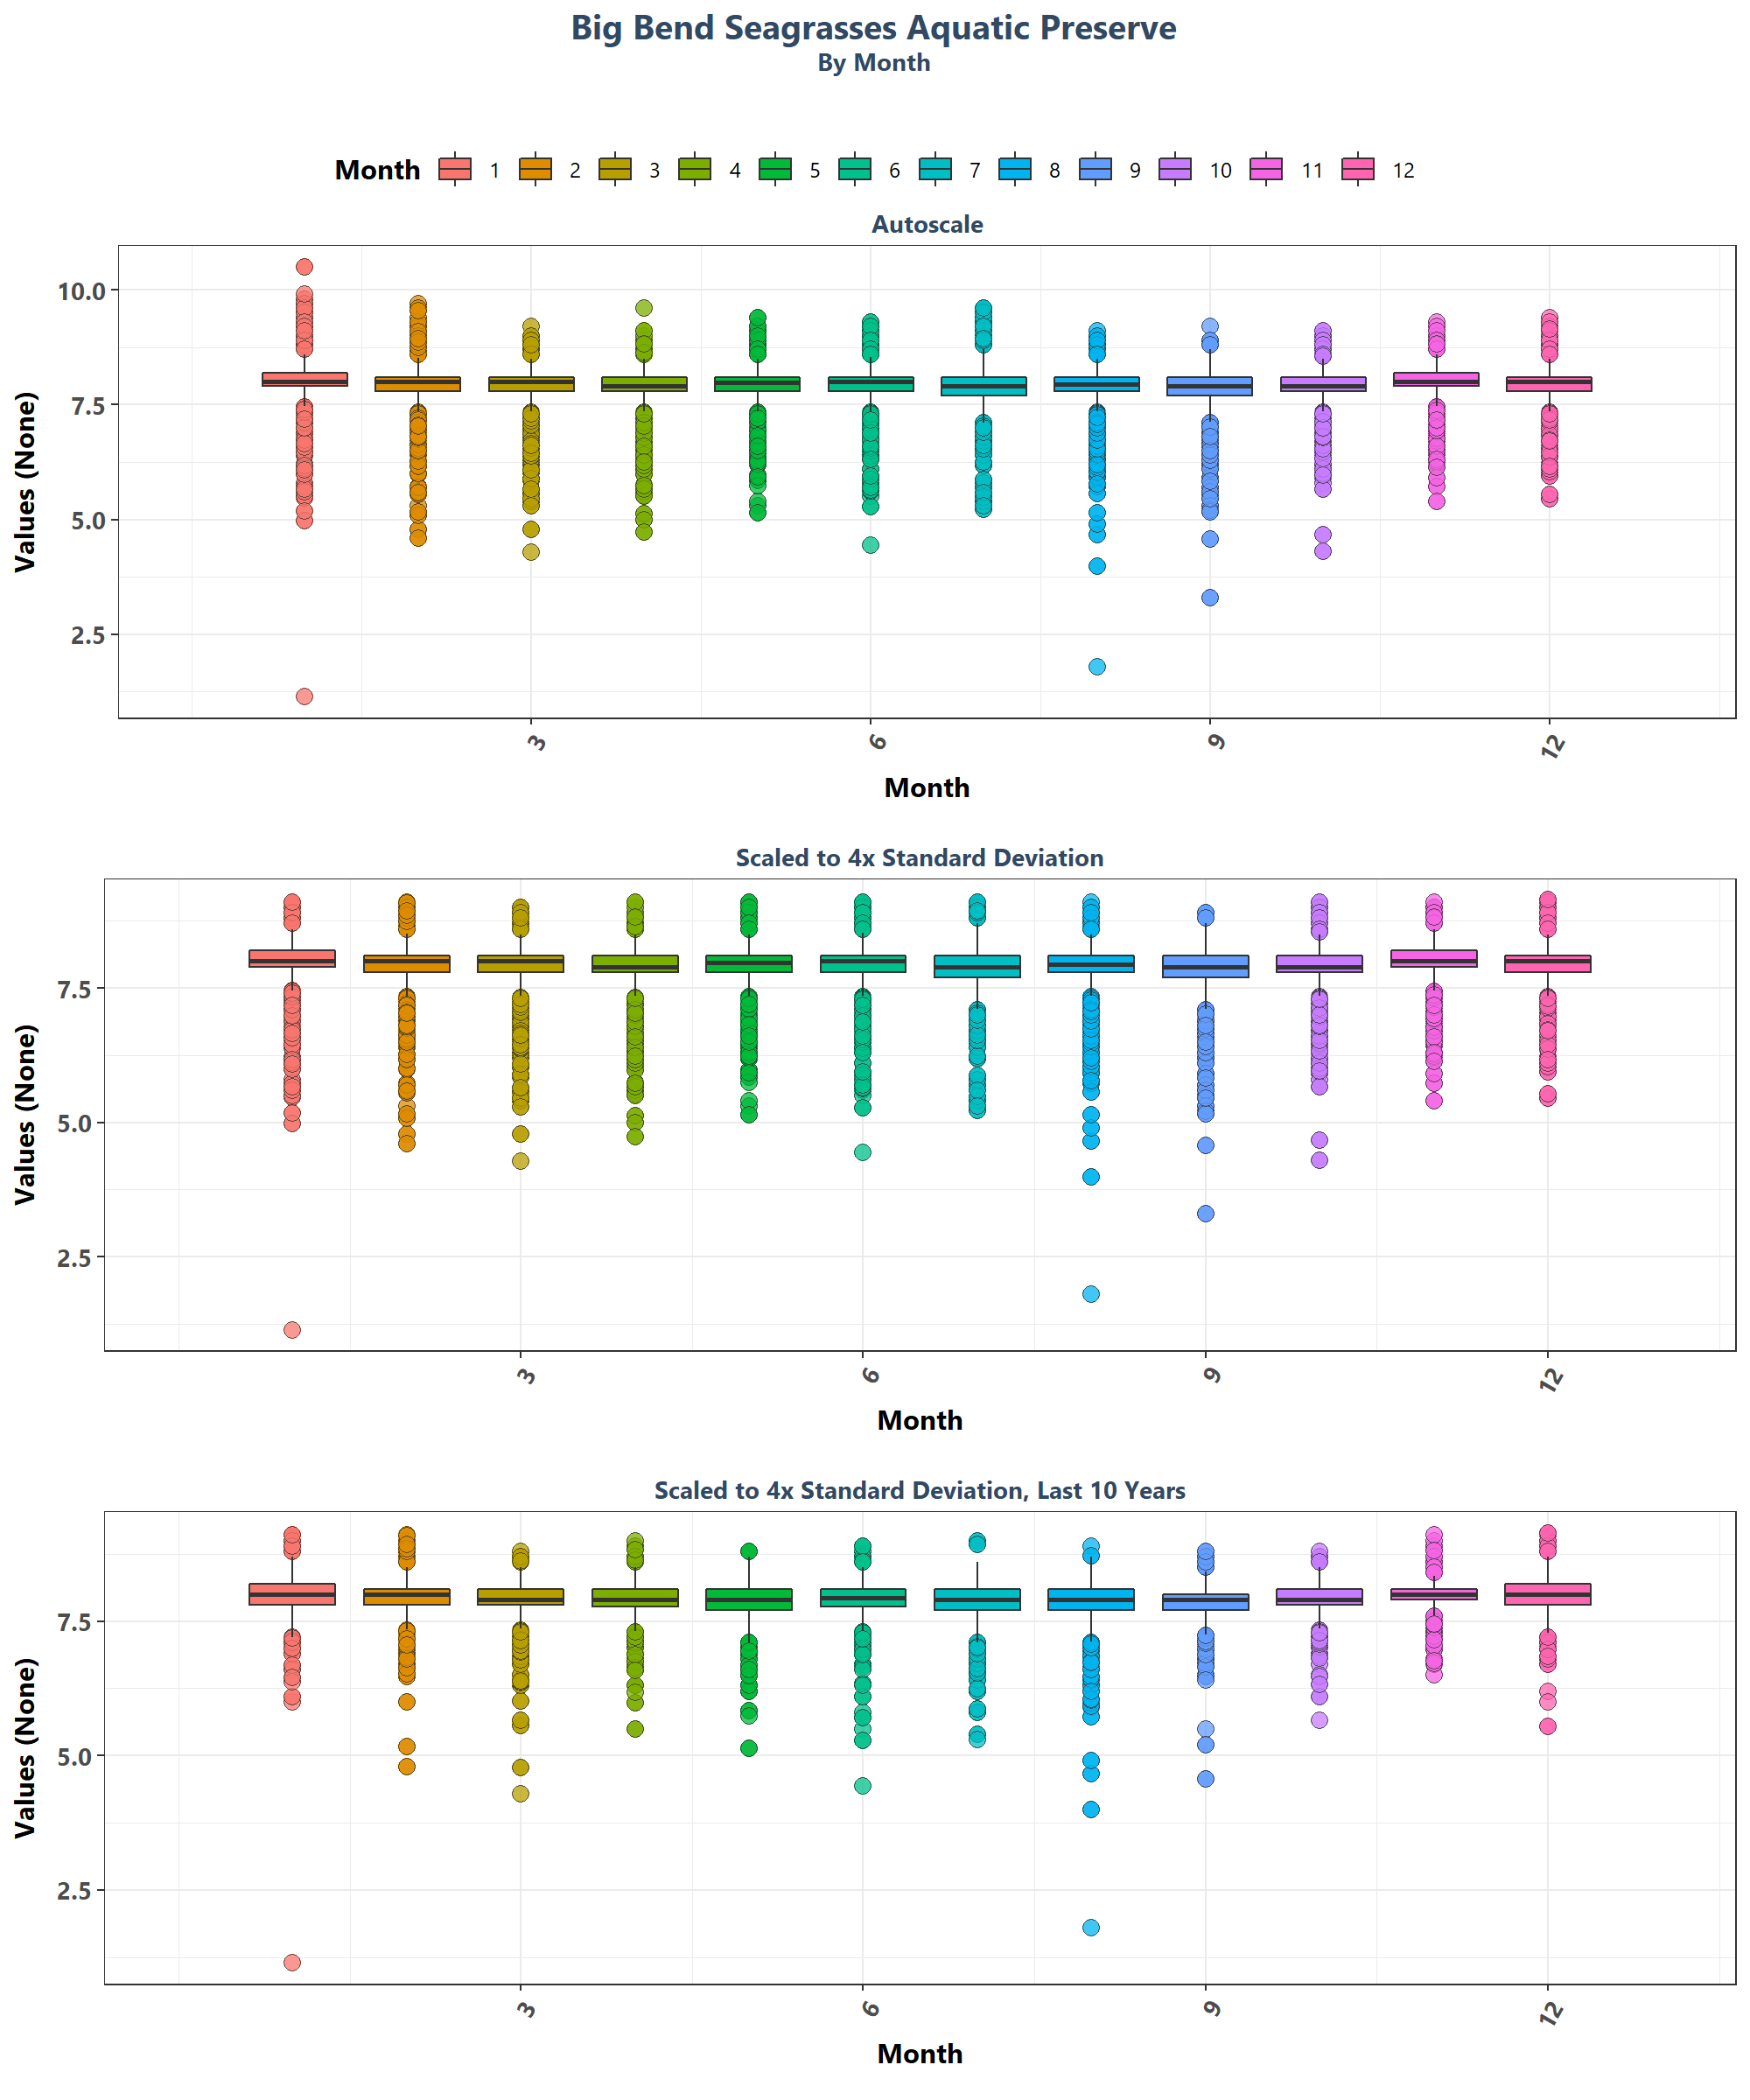 Big Bend Seagrasses Aquatic Preserve
By Month
Month 1 2 3 4 5 6 7 8 9 10 11 12
Autoscale
Values (None)
10.0
7.5
5.0
2.5
3 6 9 12
Month
Scaled to 4x Standard Deviation
Values (None)
7.5
5.0
2.5
3 6 9 12
Month
Scaled to 4x Standard Deviation, Last 10 Years
Values (None)
7.5
5.0
2.5
3 6 9 12
Month